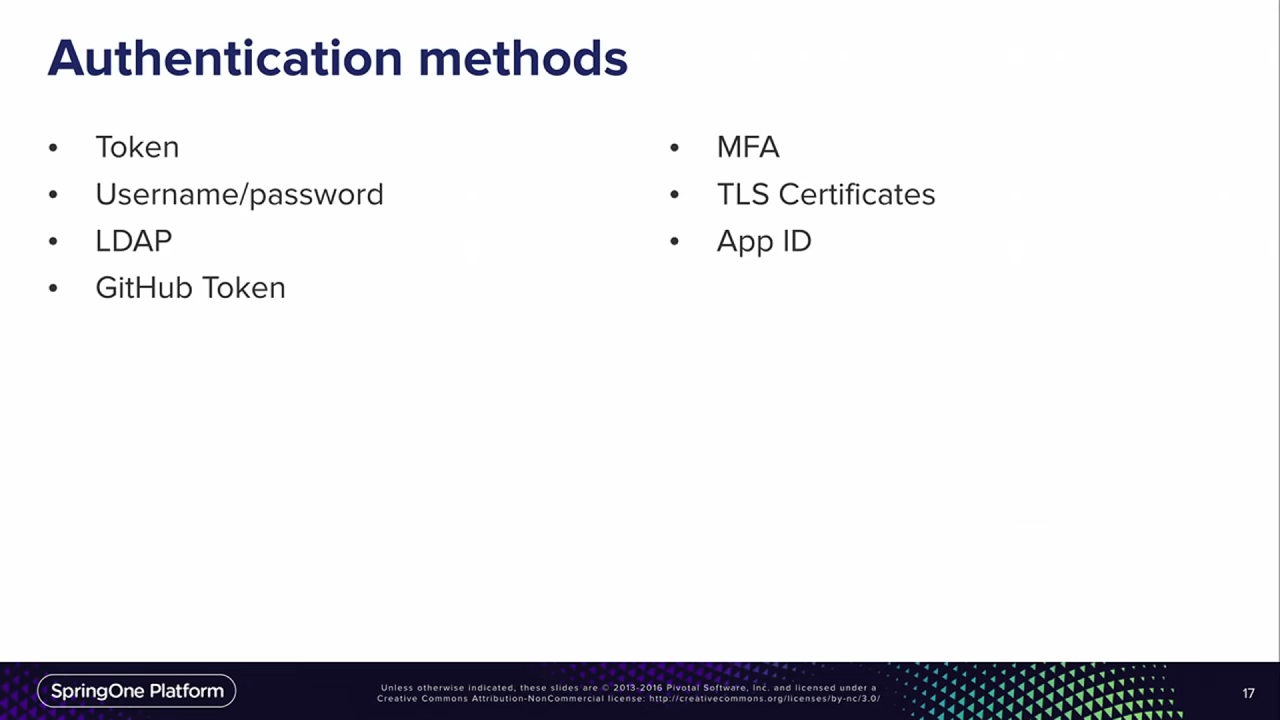 Authentication methods
• Token
• Username/password
• LDAP
• GitHub Token
• MFA
• TLS Certificates
• App ID
SpringOne Platform
Unless otherwise indicated, these slides are © 2013-2016 Pivotal Software, Inc. and licensed under a
Creative Commons Attribution-NonCommercial license: http://creativecommons.org/licenses/by-nc/3.0/
17